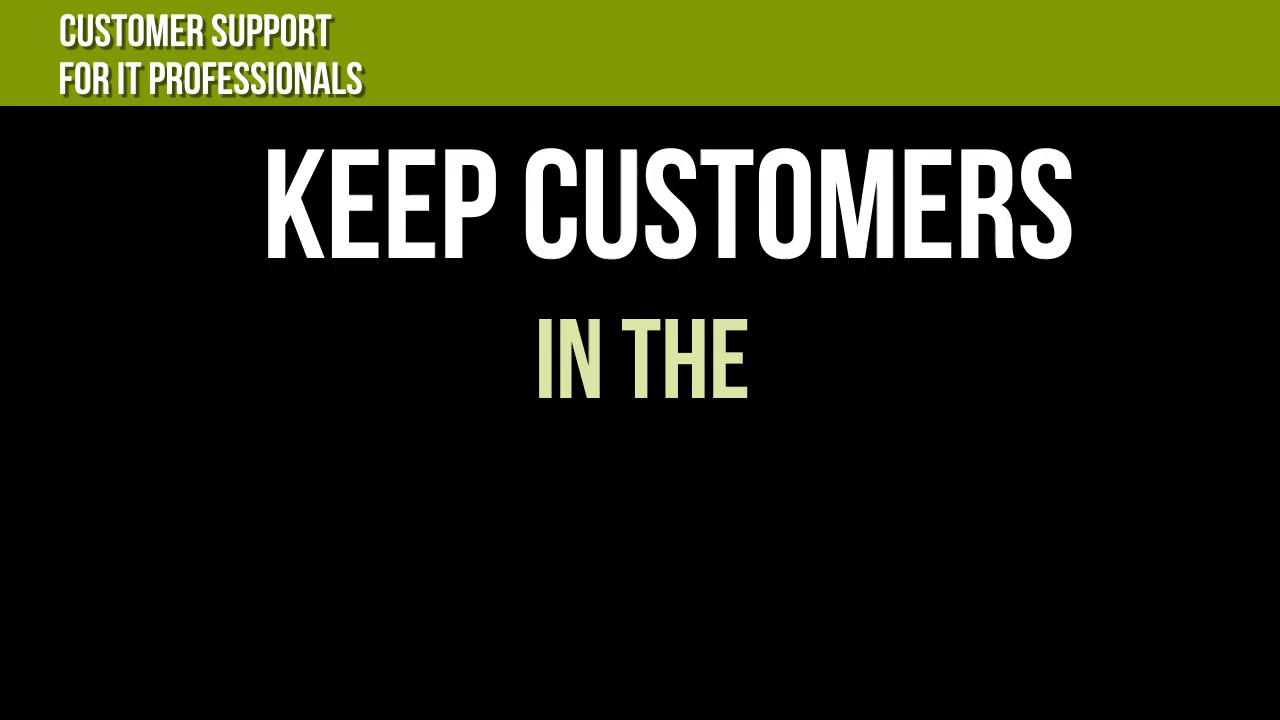 CUSTOMER SUPPORT
FOR IT PROFESSIONALS
KEEP CUSTOMERS
IN THE